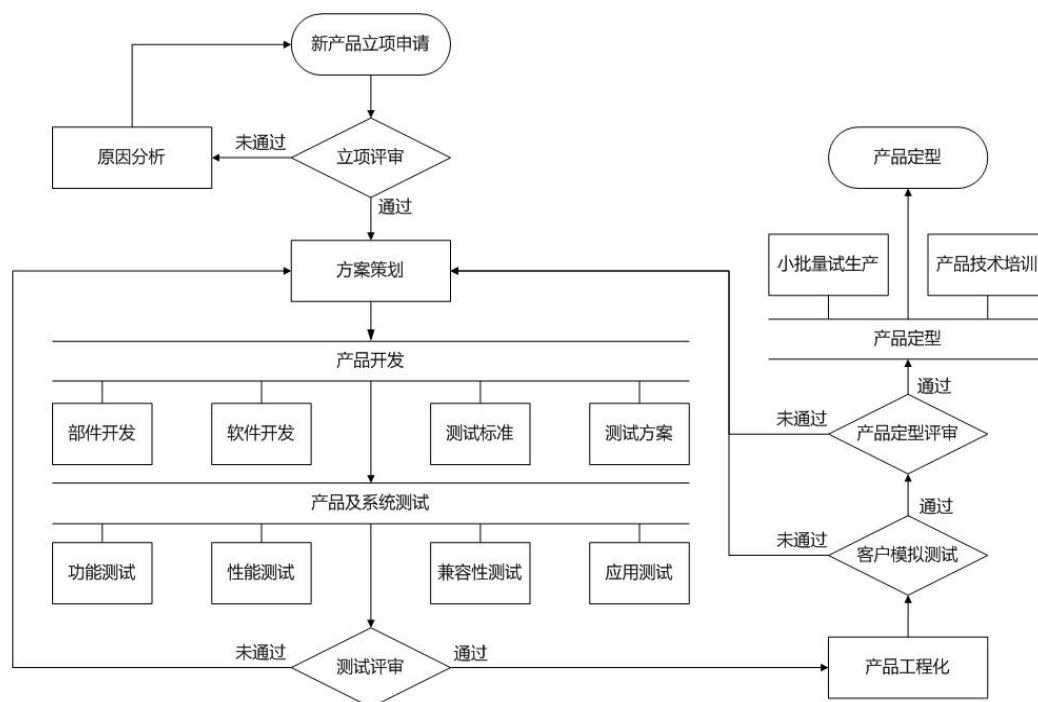 新产品立项申请
未通过
原因分析
立项评审
通过
方案策划
产品开发
部件开发
软件开发
测试标准
测试方案
产品及系统测试
功能测试
性能测试
兼容性测试
应用测试
未通过
测试评审
通过
产品工程化
客户模拟测试
未通过
通过
产品定型评审
未通过
通过
产品定型
小批量试生产
产品技术培训
产品定型